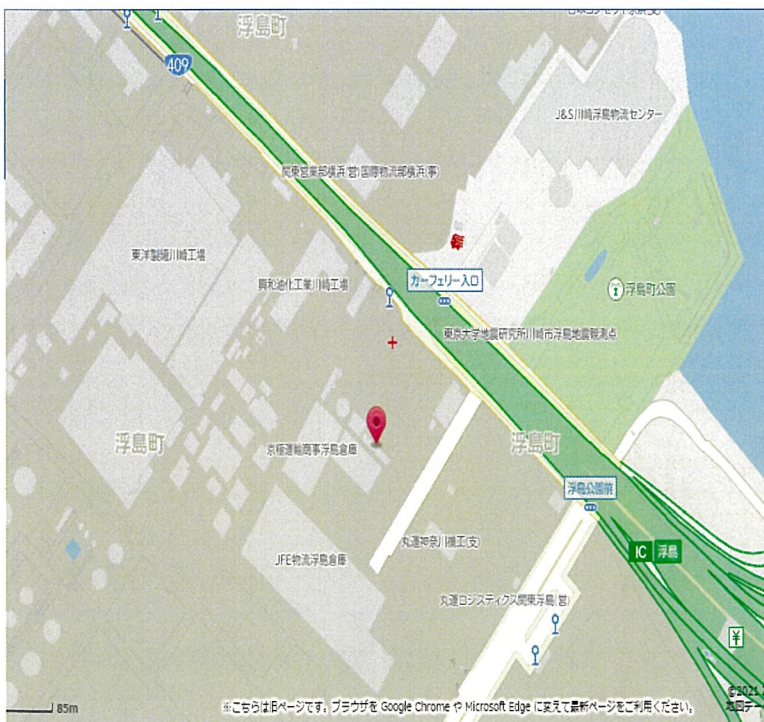 浮島町
409
J&S川崎浮島物流センター
関東営業部横浜(営)国際物流部横浜(事)
東洋製罐川崎工場
興和油化工業川崎工場
カーフェリー入口
浮島町公園
東京大学地震研究所川崎市浮島地震観測点
浮島町
京極運輸商事浮島倉庫
浮島町
浮島公園前
丸運神奈川機工(支)
IC 浮島
JFE物流浮島倉庫
丸運ロジスティクス関東浮島(営)
¥
85m
※こちらは旧ページです。ブラウザを Google Chrome や Microsoft Edge に変えて最新ページをご利用ください。
©2021
地図デー